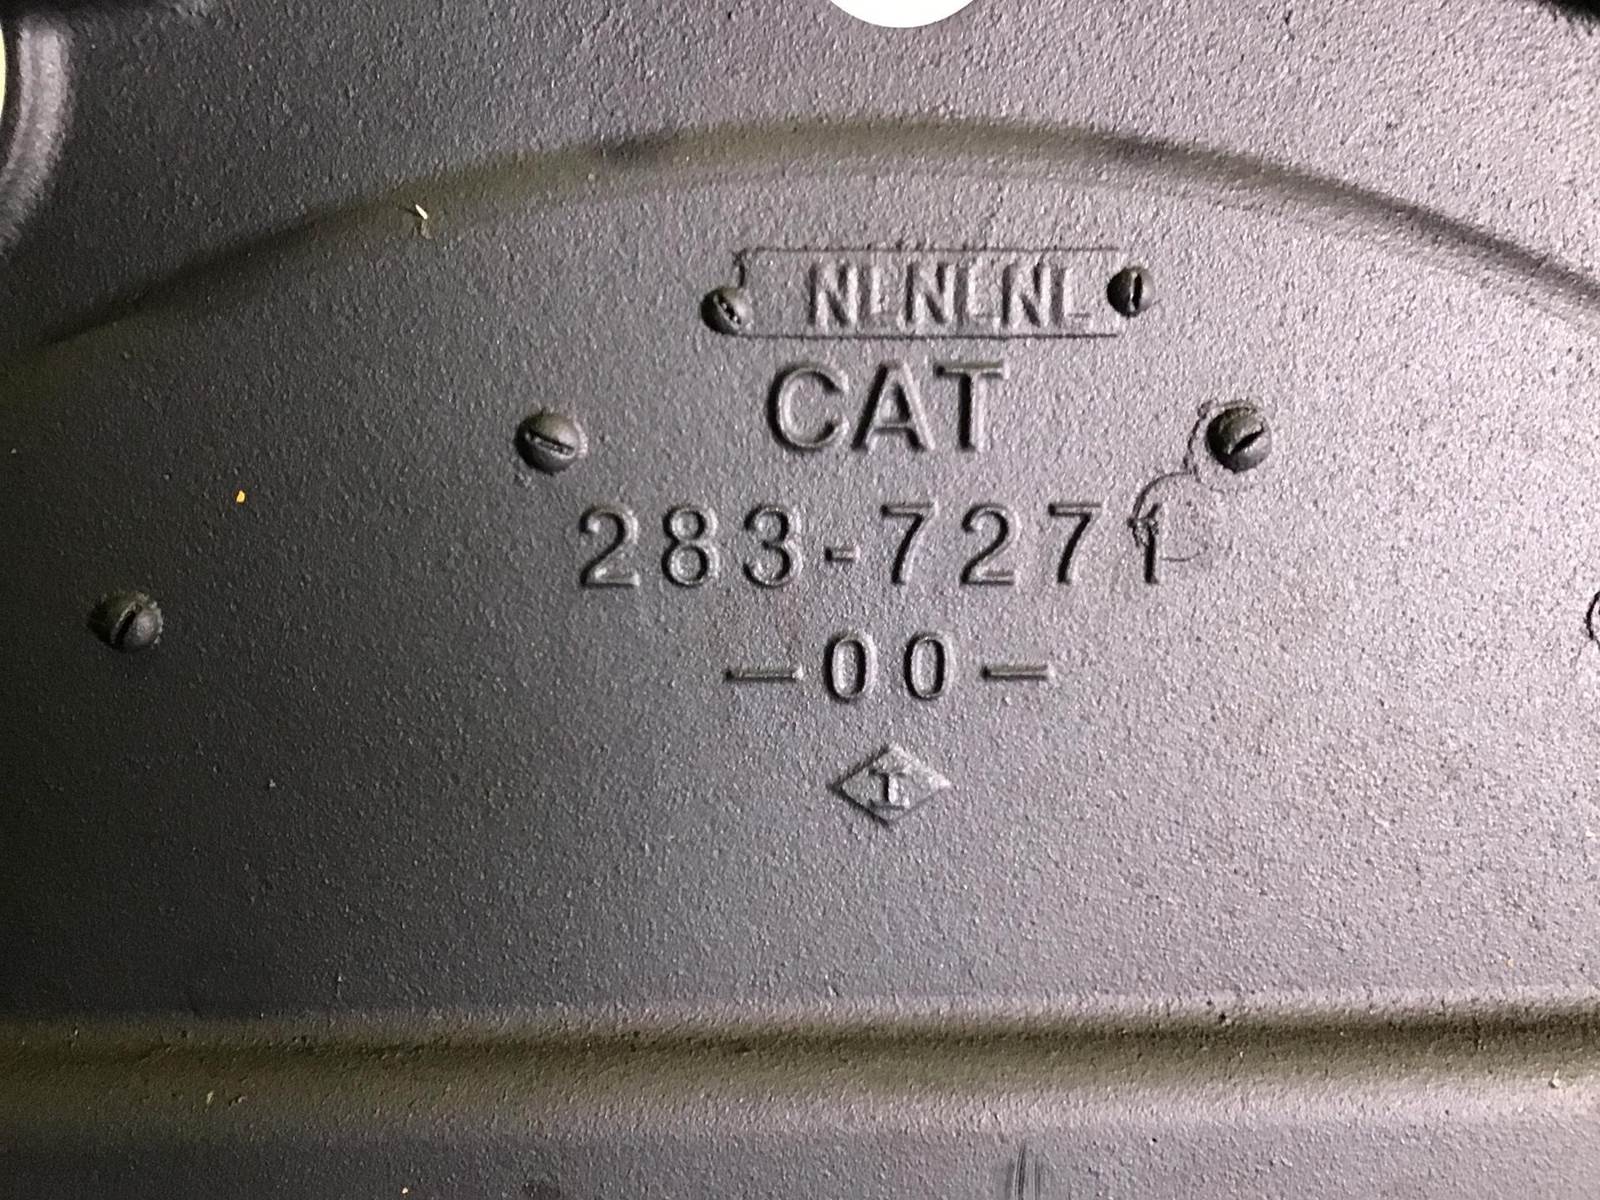 NLNLNL
CAT
283-7271
—00—
I